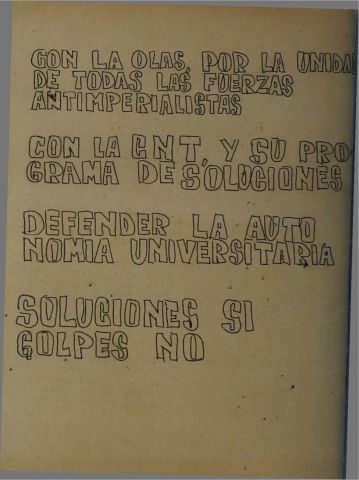 CON LA OLAS, POR LA UNIDAD
DE TODAS LAS FUERZAS
ANTIMPERIALISTAS
CON LA CNT, Y SU PRO
GRAMA DE SOLUCIONES
DEFENDER LA AUTO
NOMIA UNIVERSITARIA
SOLUCIONES SI
GOLPES NO